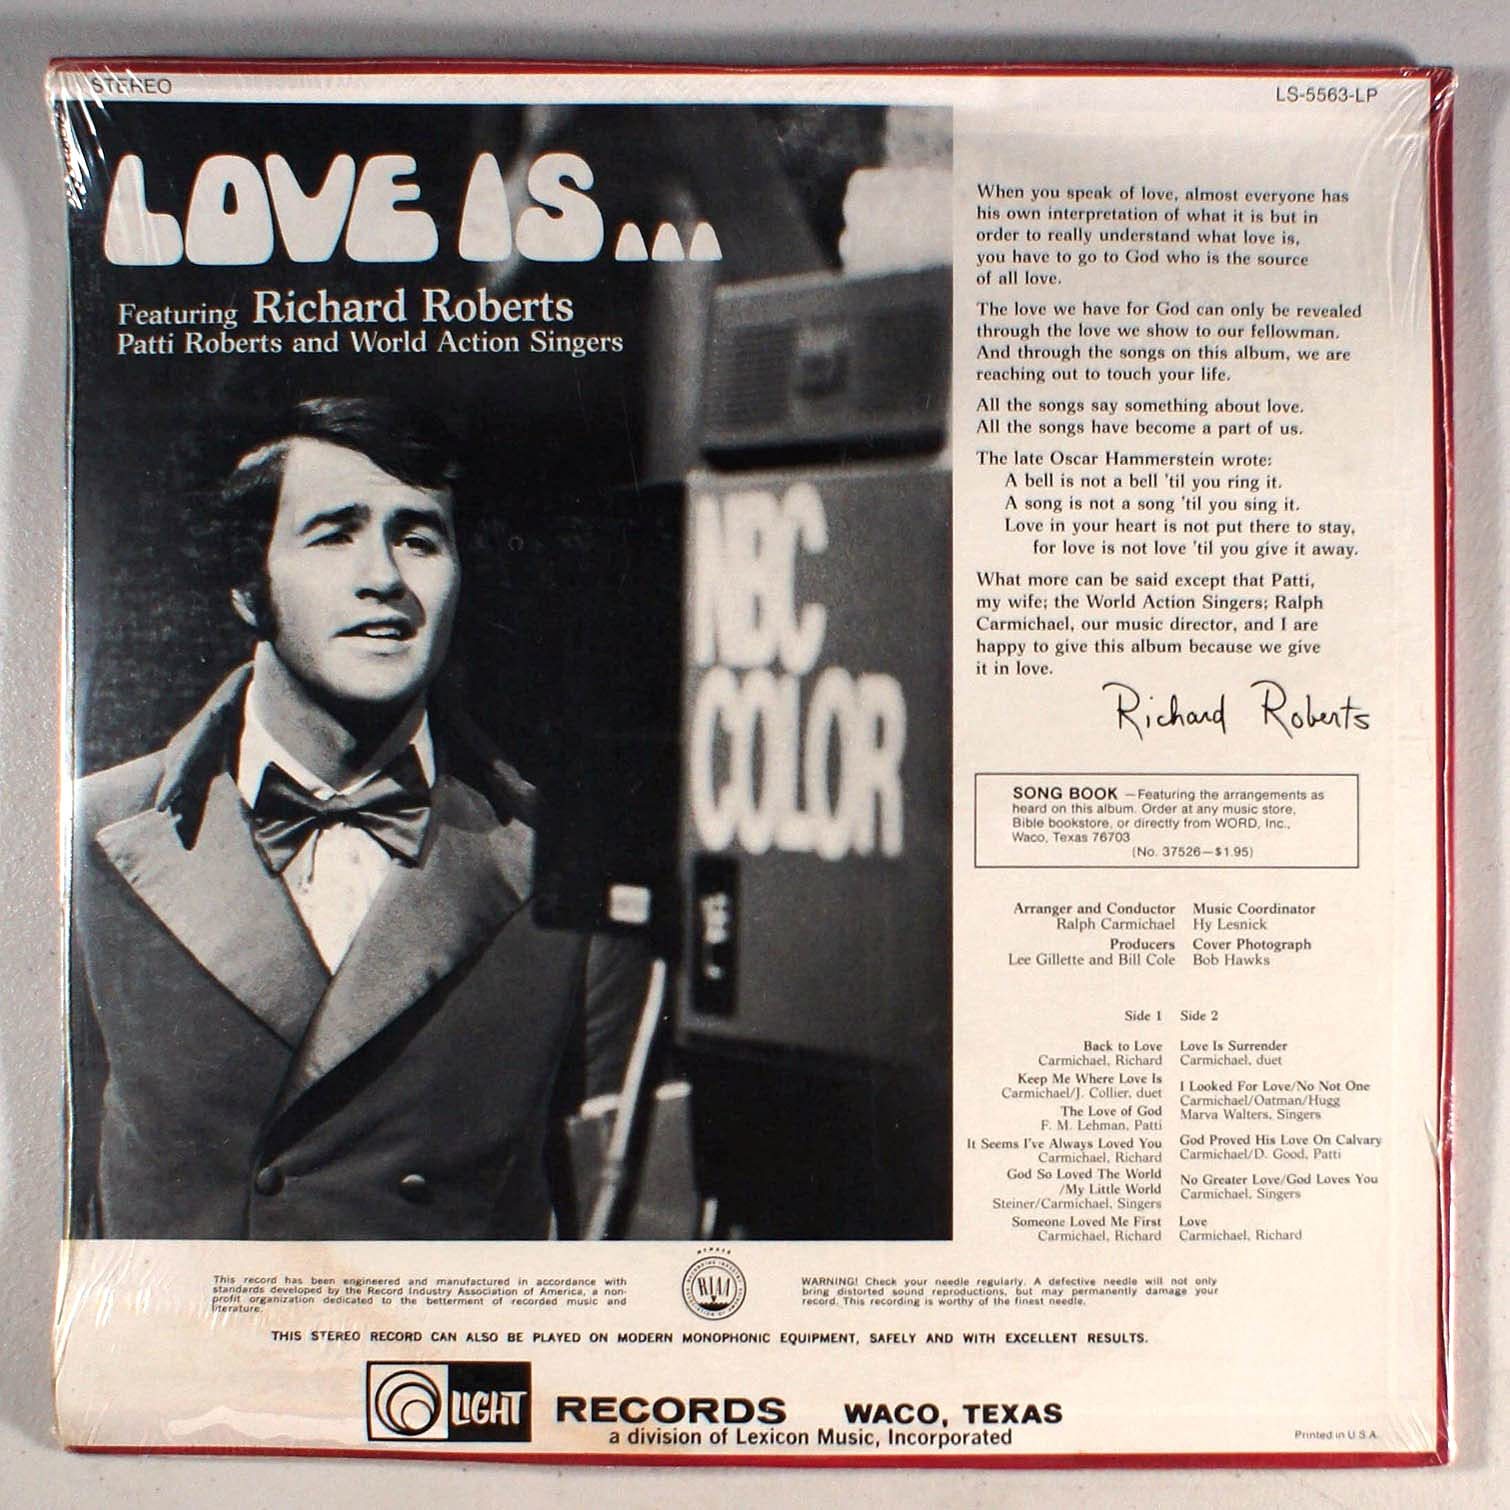 STEREO
LS-5563-LP
LOVE IS...
Featuring Richard Roberts
Patti Roberts and World Action Singers
NBC
COLOR
When you speak of love, almost everyone has
his own interpretation of what it is but in
order to really understand what love is,
you have to go to God who is the source
of all love.
The love we have for God can only be revealed
through the love we show to our fellowman.
And through the songs on this album, we are
reaching out to touch your life.
All the songs say something about love.
All the songs have become a part of us.
The late Oscar Hammerstein wrote:
A bell is not a bell 'til you ring it.
A song is not a song 'til you sing it.
Love in your heart is not put there to stay,
for love is not love 'til you give it away.
What more can be said except that Patti,
my wife; the World Action Singers; Ralph
Carmichael, our music director, and I are
happy to give this album because we give
it in love.
Richard Roberts
SONG BOOK — Featuring the arrangements as
heard on this album. Order at any music store,
Bible bookstore, or directly from WORD, Inc.,
Waco, Texas 76703
(No. 37526—$1.95)
Arranger and Conductor
Ralph Carmichael
Producers
Lee Gillette and Bill Cole
Music Coordinator
Hy Lesnick
Cover Photograph
Bob Hawks
Side 1
Back to Love
Carmichael, Richard
Keep Me Where Love Is
Carmichael/J. Collier, duet
The Love of God
F. M. Lehman, Patti
It Seems I've Always Loved You
Carmichael, Richard
God So Loved The World
/My Little World
Steiner/Carmichael, Singers
Someone Loved Me First
Carmichael, Richard
Side 2
Love Is Surrender
Carmichael, duet
I Looked For Love/No Not One
Carmichael/Oatman/Hugg
Marva Walters, Singers
God Proved His Love On Calvary
Carmichael/D. Good, Patti
No Greater Love/God Loves You
Carmichael, Singers
Love
Carmichael, Richard
This record has been engineered and manufactured in accordance with
standards developed by the Record Industry Association of America, a non-
profit organization dedicated to the betterment of recorded music and
literature.
MEMBER
RIAA
WARNING! Check your needle regularly. A defective needle will not only
bring distorted sound reproductions, but may permanently damage your
record. This recording is worthy of the finest needle.
THIS STEREO RECORD CAN ALSO BE PLAYED ON MODERN MONOPHONIC EQUIPMENT, SAFELY AND WITH EXCELLENT RESULTS.
LIGHT RECORDS WACO, TEXAS
a division of Lexicon Music, Incorporated
Printed in U.S.A.